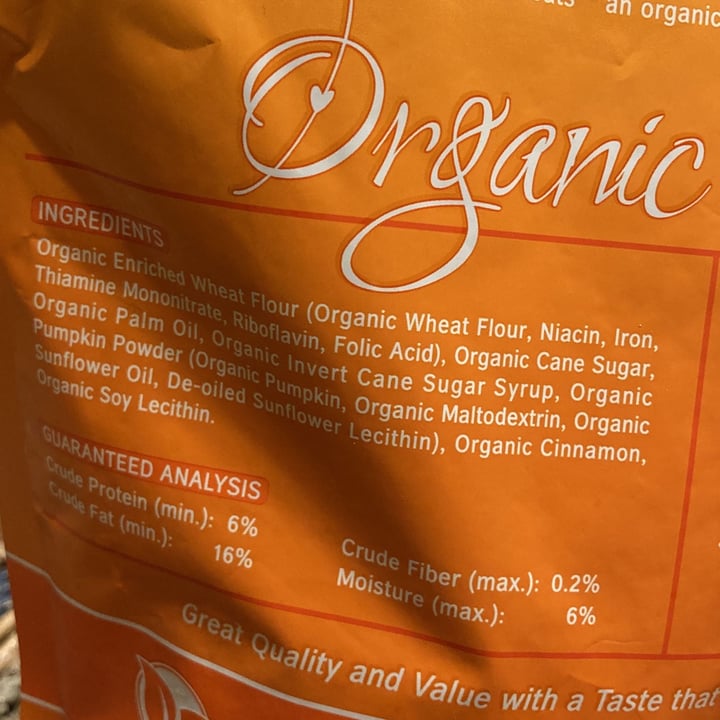 an organic
Organic
INGREDIENTS
Organic Enriched Wheat Flour (Organic Wheat Flour, Niacin, Iron,
Thiamine Mononitrate, Riboflavin, Folic Acid), Organic Cane Sugar,
Organic Palm Oil, Organic Invert Cane Sugar Syrup, Organic
Pumpkin Powder (Organic Pumpkin, Organic Maltodextrin, Organic
Sunflower Oil, De-oiled Sunflower Lecithin), Organic Cinnamon,
Organic Soy Lecithin.
GUARANTEED ANALYSIS
Crude Protein (min.): 6%
Crude Fat (min.): 16%
Crude Fiber (max.): 0.2%
Moisture (max.): 6%
Great Quality and Value with a Taste that